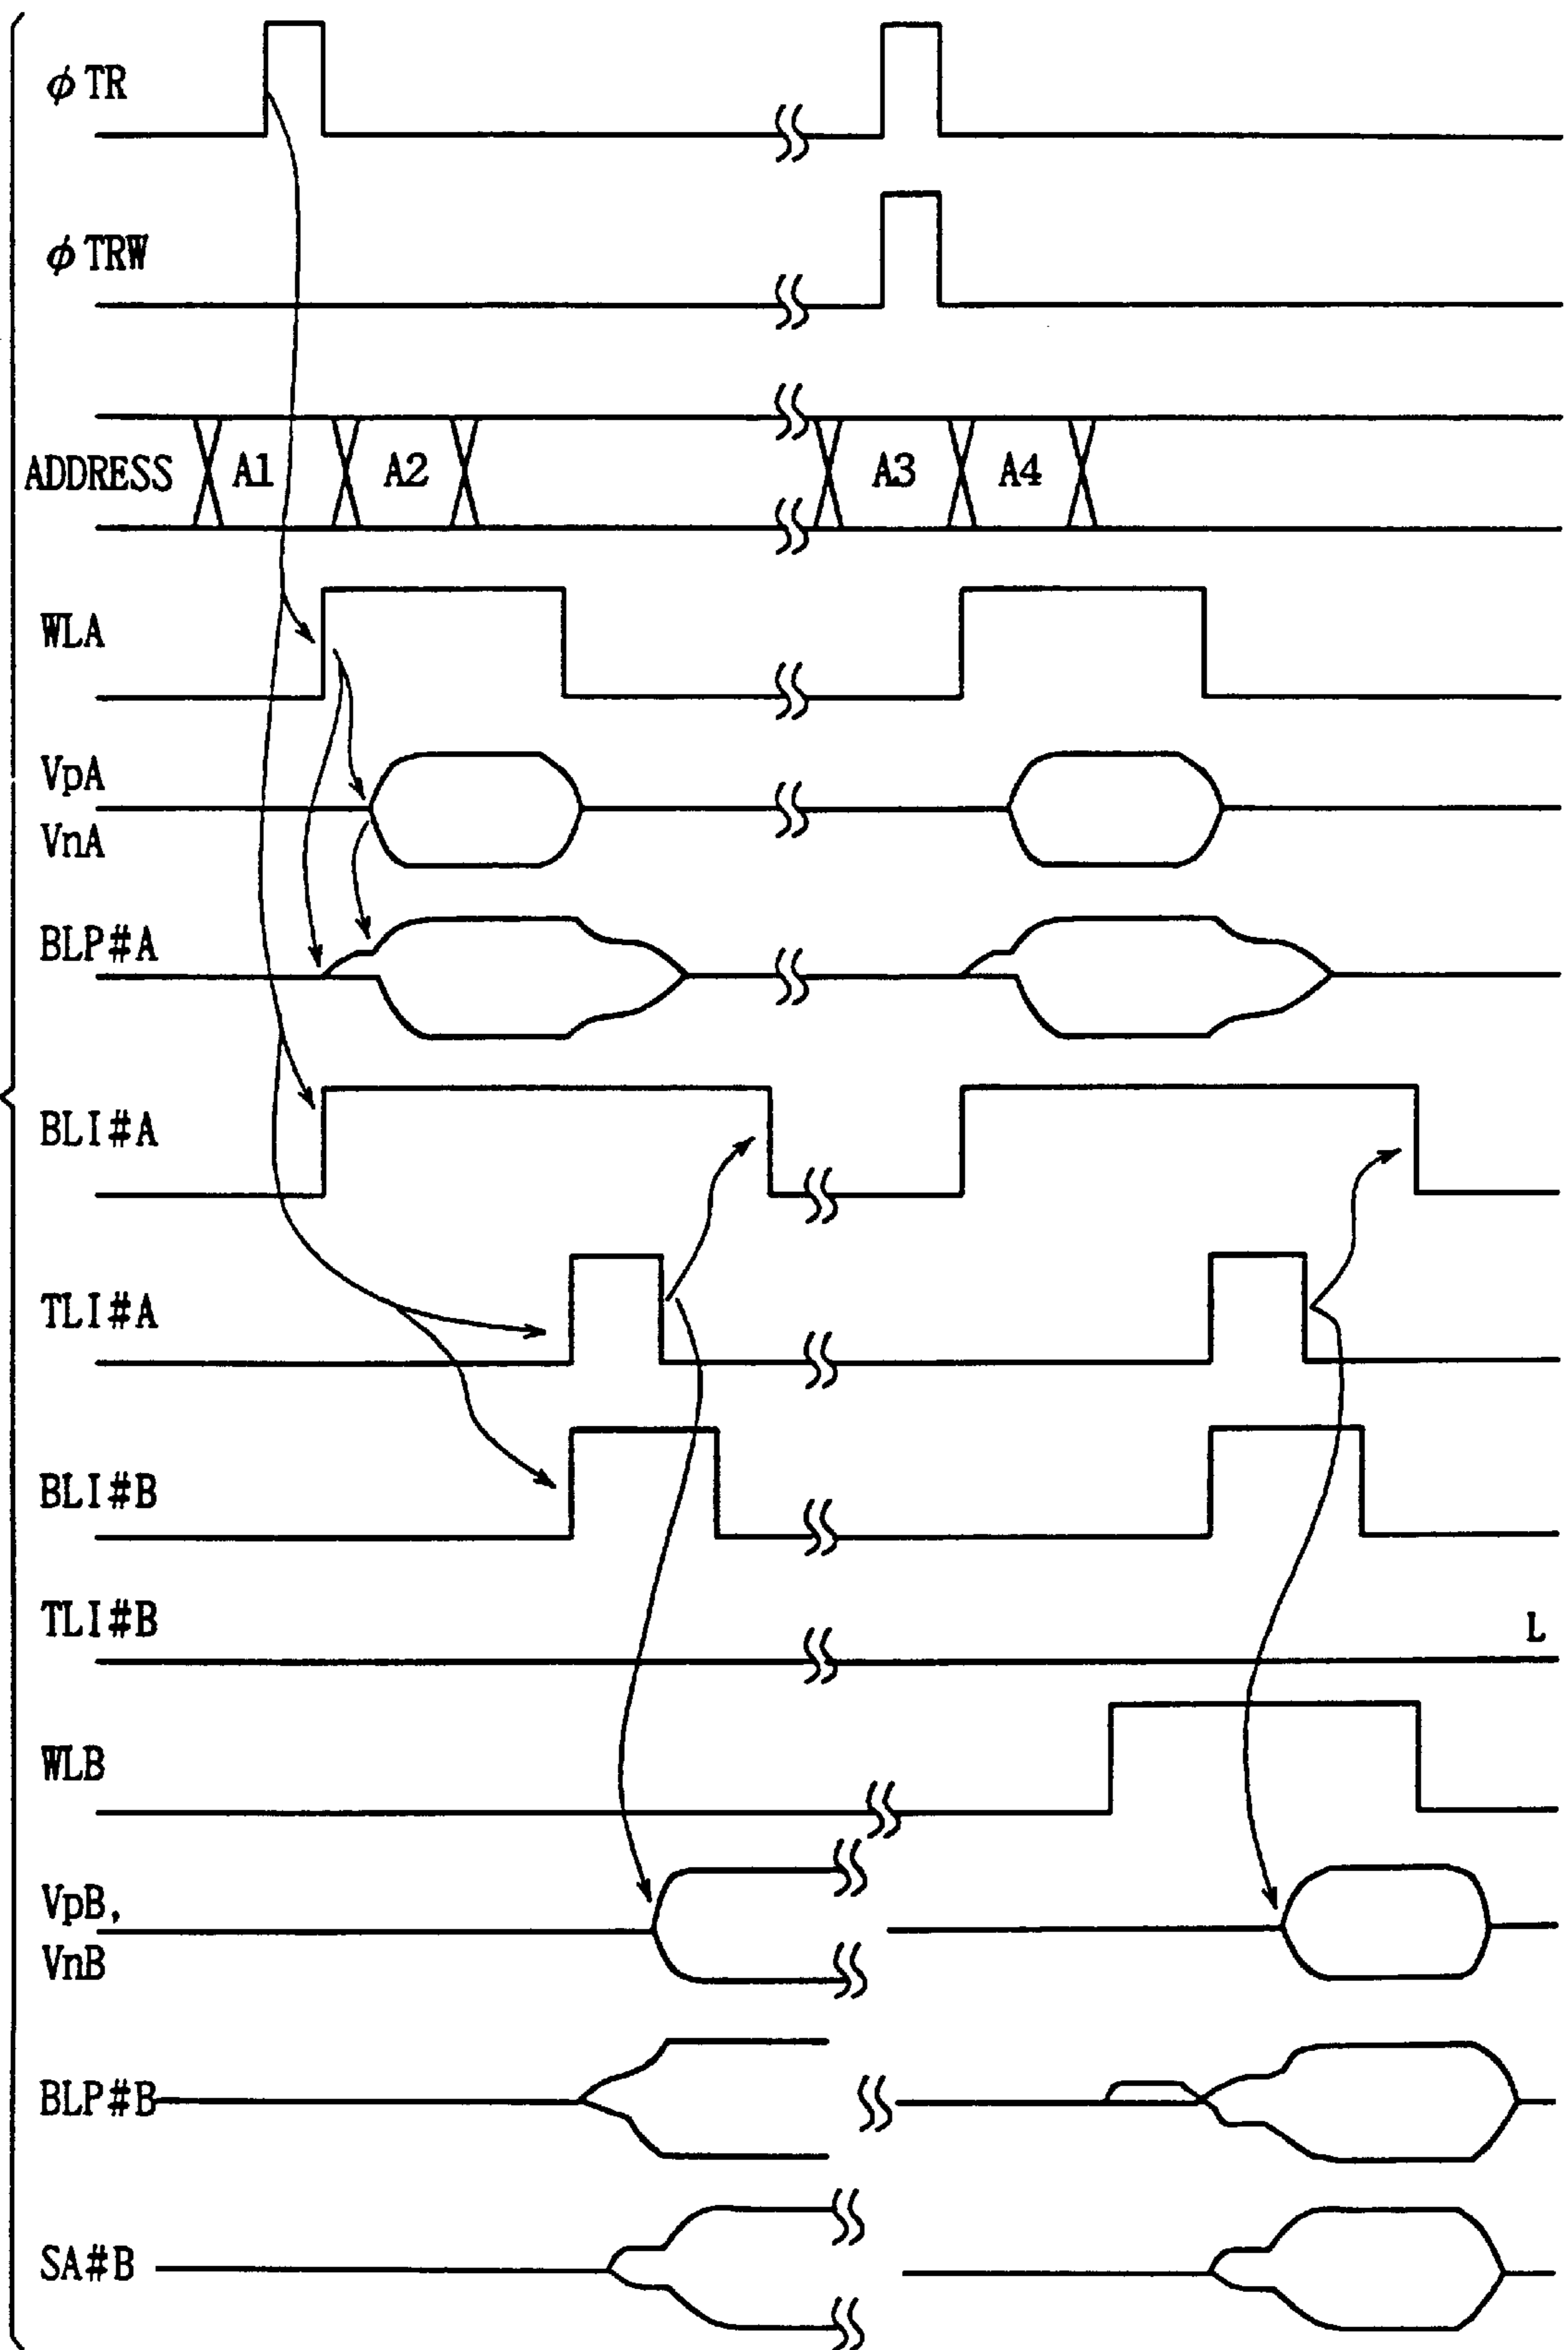 φTR
φTRW
ADDRESS A1 A2 A3 A4
WLA
VpA
VnA
BLP#A
BLI#A
TLI#A
BLI#B
TLI#B L
WLB
VpB,
VnB
BLP#B
SA#B